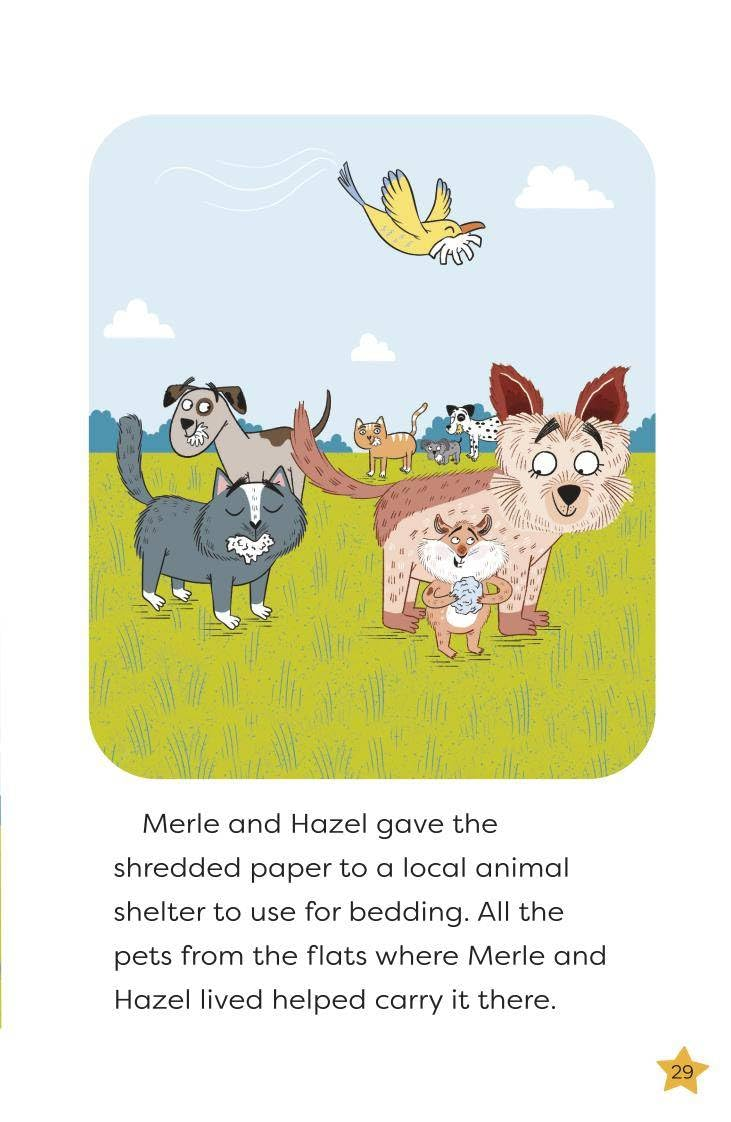 Merle and Hazel gave the
shredded paper to a local animal
shelter to use for bedding. All the
pets from the flats where Merle and
Hazel lived helped carry it there.
29